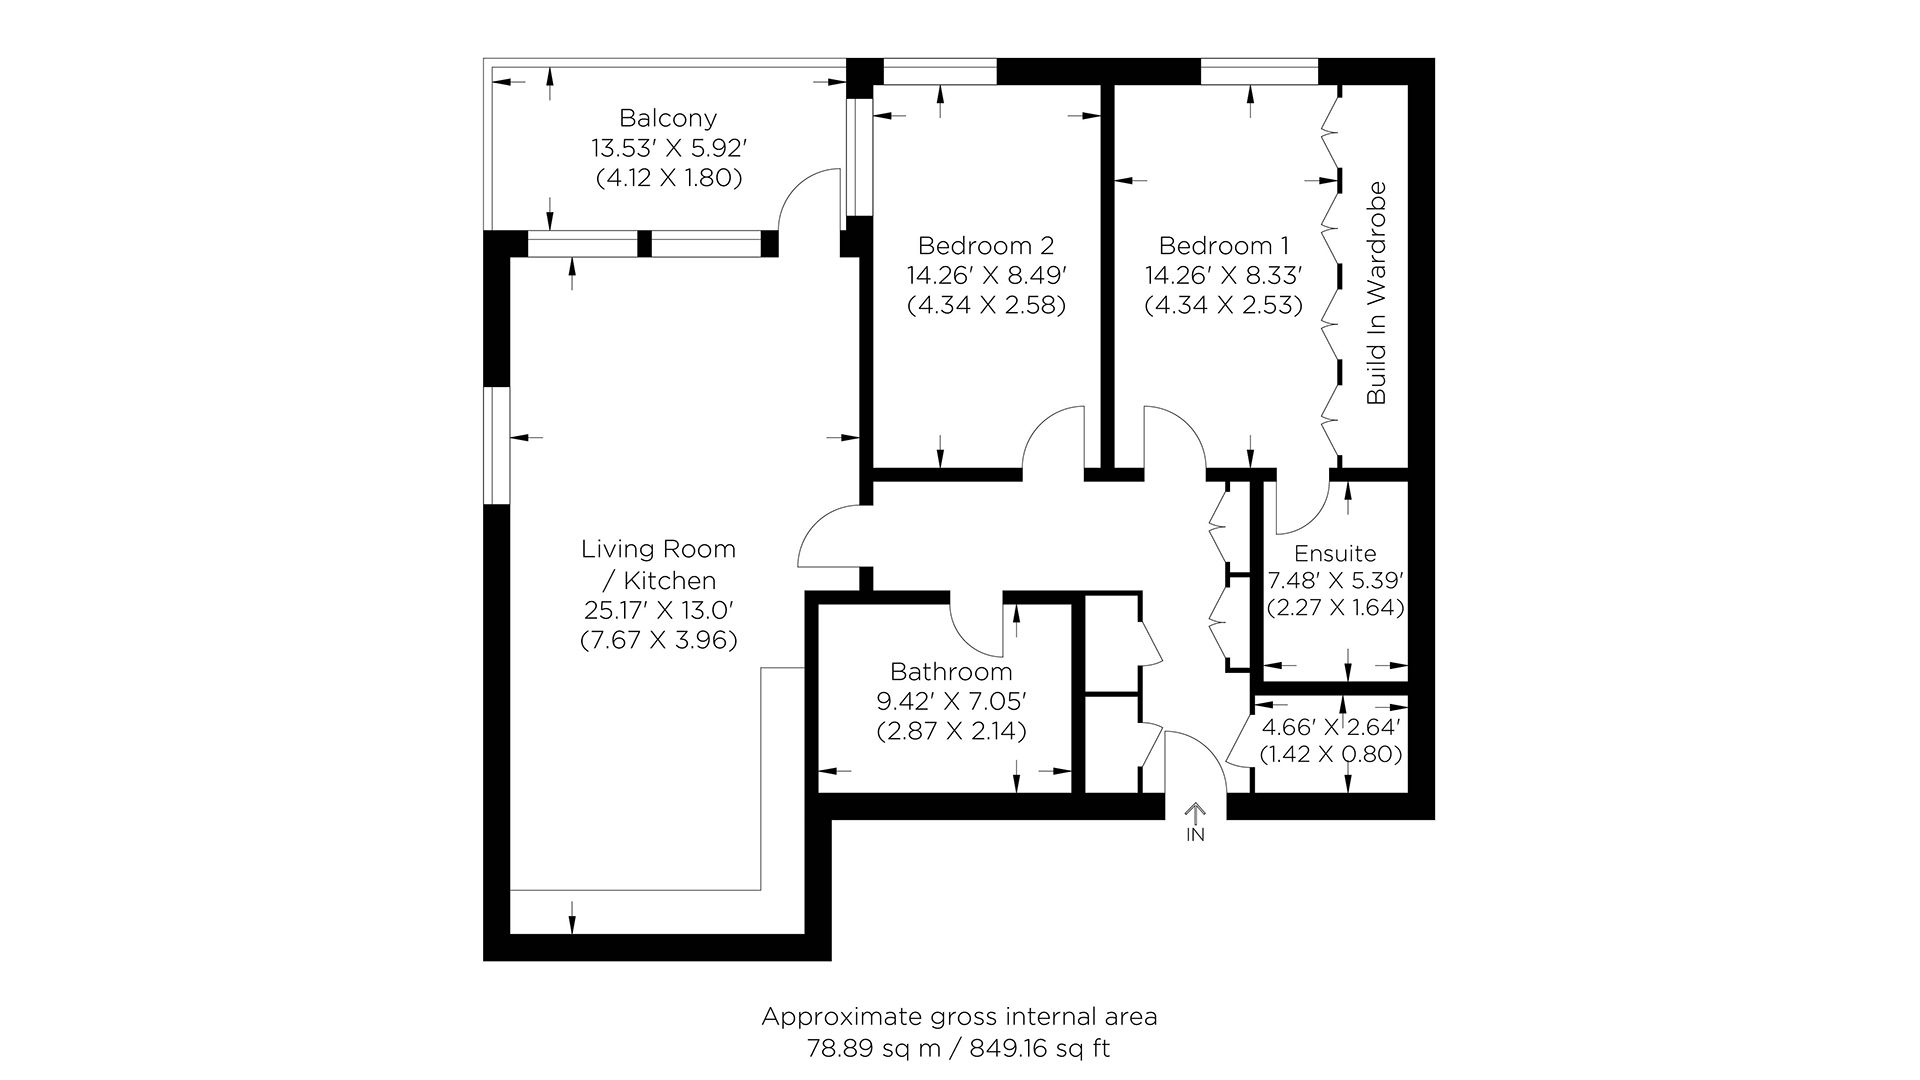 Balcony
13.53' X 5.92'
(4.12 X 1.80)
Bedroom 2
14.26' X 8.49'
(4.34 X 2.58)
Bedroom 1
14.26' X 8.33'
(4.34 X 2.53)
Build In Wardrobe
Living Room
/ Kitchen
25.17' X 13.0'
(7.67 X 3.96)
Ensuite
7.48' X 5.39'
(2.27 X 1.64)
Bathroom
9.42' X 7.05'
(2.87 X 2.14)
4.66' X 2.64'
(1.42 X 0.80)
IN
Approximate gross internal area
78.89 sq m / 849.16 sq ft